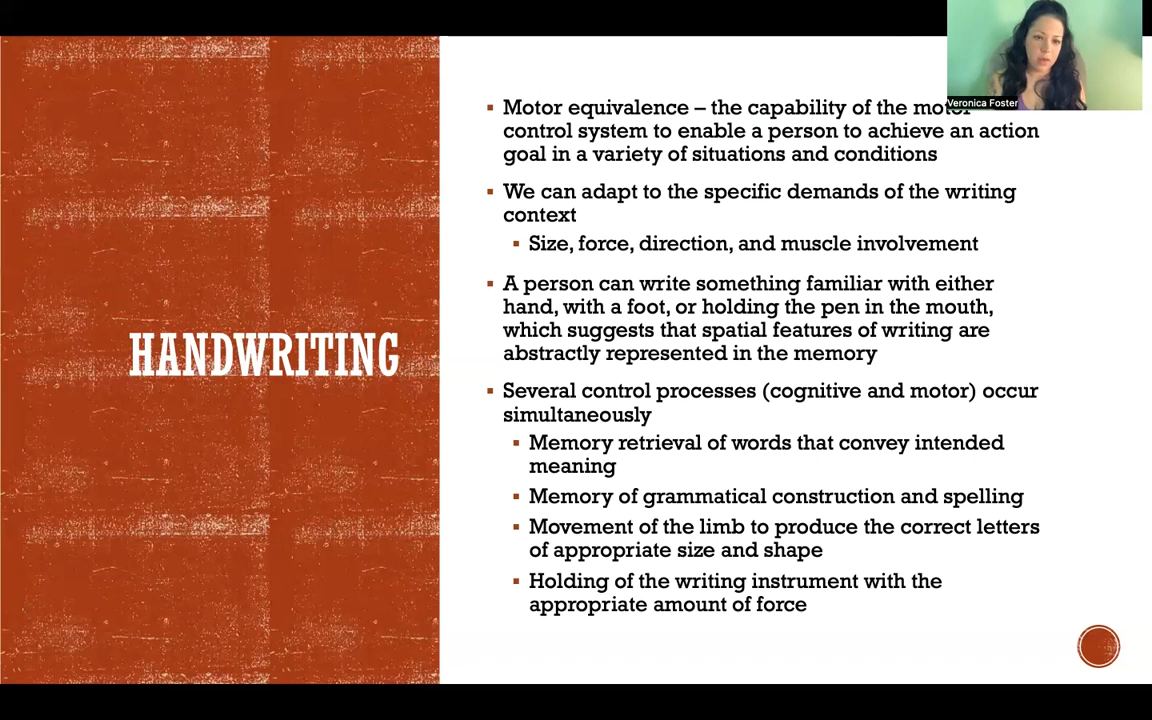 Veronica Foster
HANDWRITING
▪ Motor equivalence – the capability of the motor
control system to enable a person to achieve an action
goal in a variety of situations and conditions
▪ We can adapt to the specific demands of the writing
context
▪ Size, force, direction, and muscle involvement
▪ A person can write something familiar with either
hand, with a foot, or holding the pen in the mouth,
which suggests that spatial features of writing are
abstractly represented in the memory
▪ Several control processes (cognitive and motor) occur
simultaneously
▪ Memory retrieval of words that convey intended
meaning
▪ Memory of grammatical construction and spelling
▪ Movement of the limb to produce the correct letters
of appropriate size and shape
▪ Holding of the writing instrument with the
appropriate amount of force